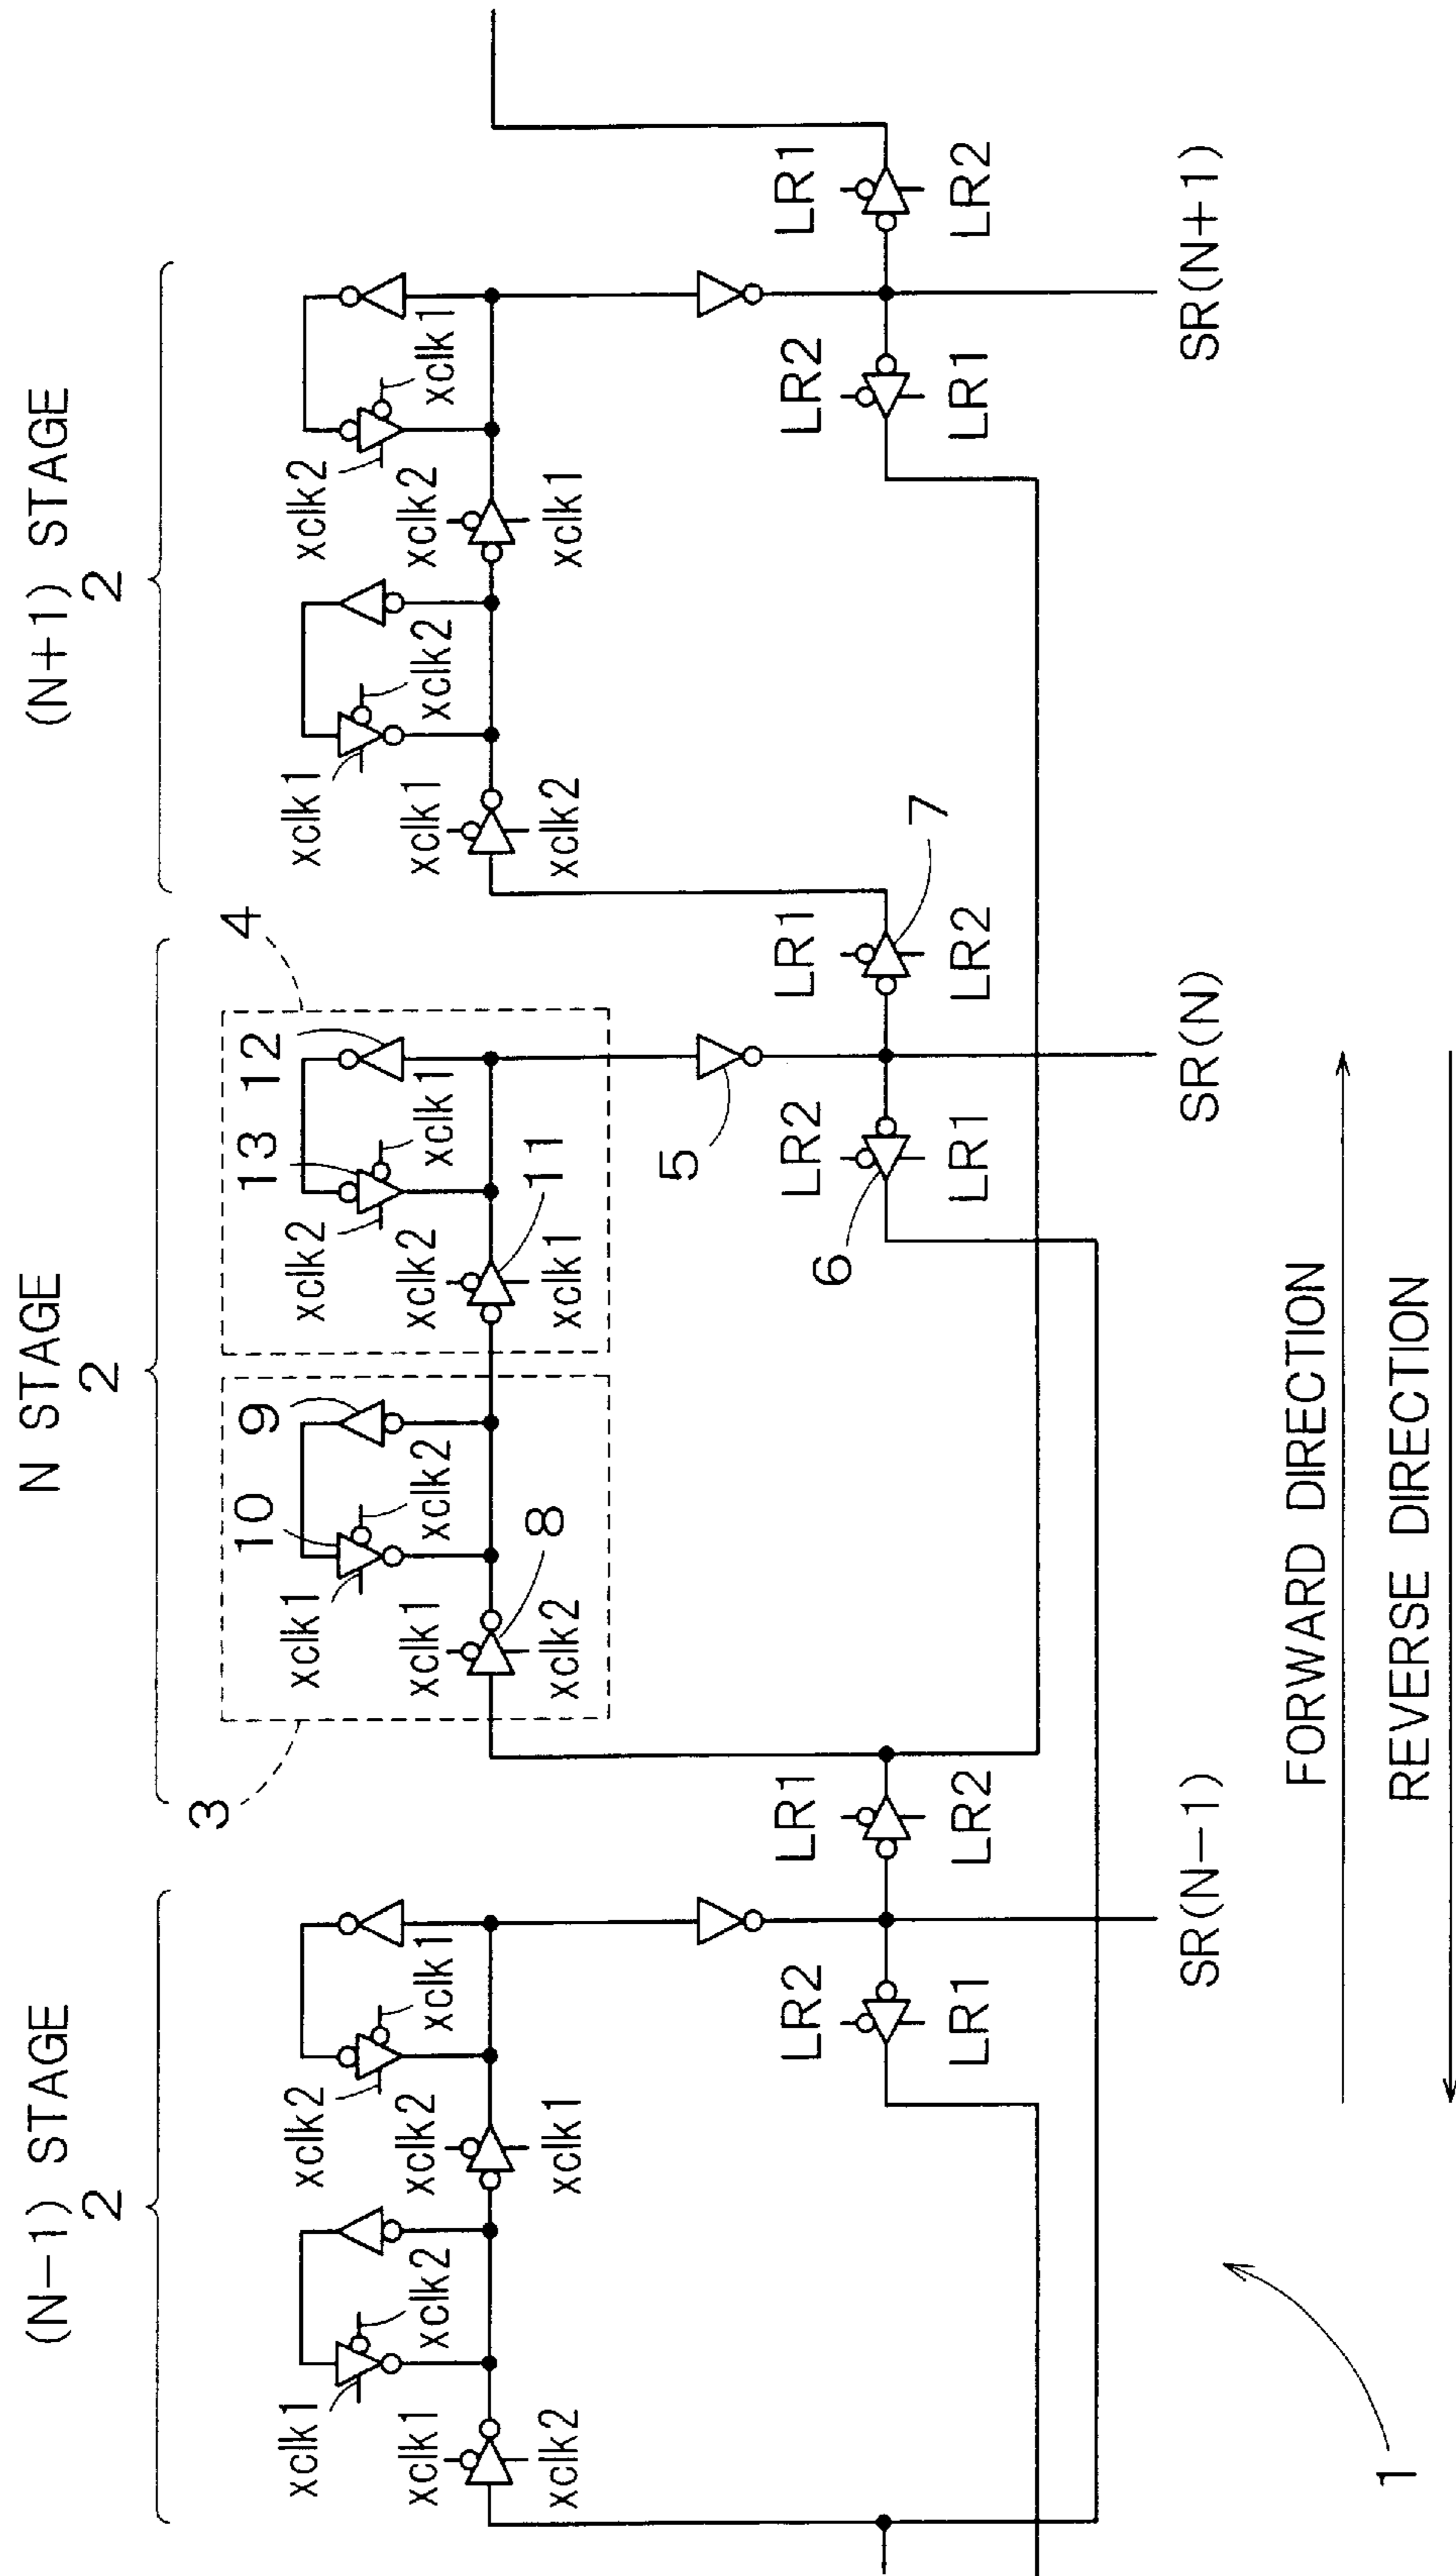 (N-1) STAGE
2
N STAGE
2
(N+1) STAGE
2
3
4
xclk1
xclk2
xclk1
xclk2
xclk2
xclk1
xclk2
xclk1
xclk1
10
xclk2
9
xclk1
xclk2
8
xclk2
13
xclk1
12
xclk2
xclk1
11
xclk1
xclk2
xclk1
xclk2
xclk2
xclk1
xclk2
xclk1
5
LR2
LR1
LR1
LR2
LR2
LR1
6
LR1
LR2
7
LR2
LR1
LR1
LR2
SR(N-1)
SR(N)
SR(N+1)
1
FORWARD DIRECTION
REVERSE DIRECTION